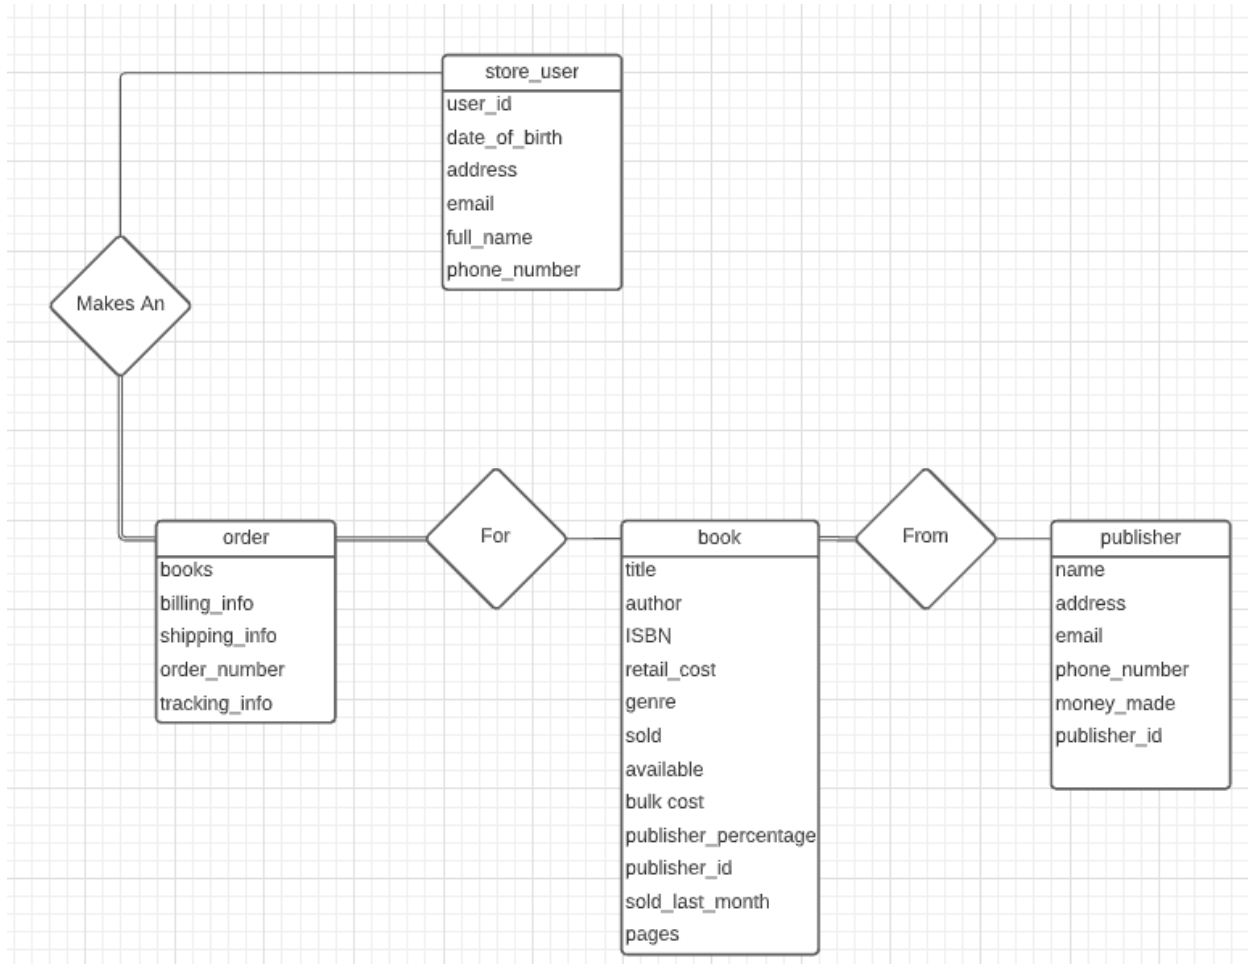 store_user
user_id
date_of_birth
address
email
full_name
phone_number
Makes An
order
books
billing_info
shipping_info
order_number
tracking_info
For
book
title
author
ISBN
retail_cost
genre
sold
available
bulk cost
publisher_percentage
publisher_id
sold_last_month
pages
From
publisher
name
address
email
phone_number
money_made
publisher_id